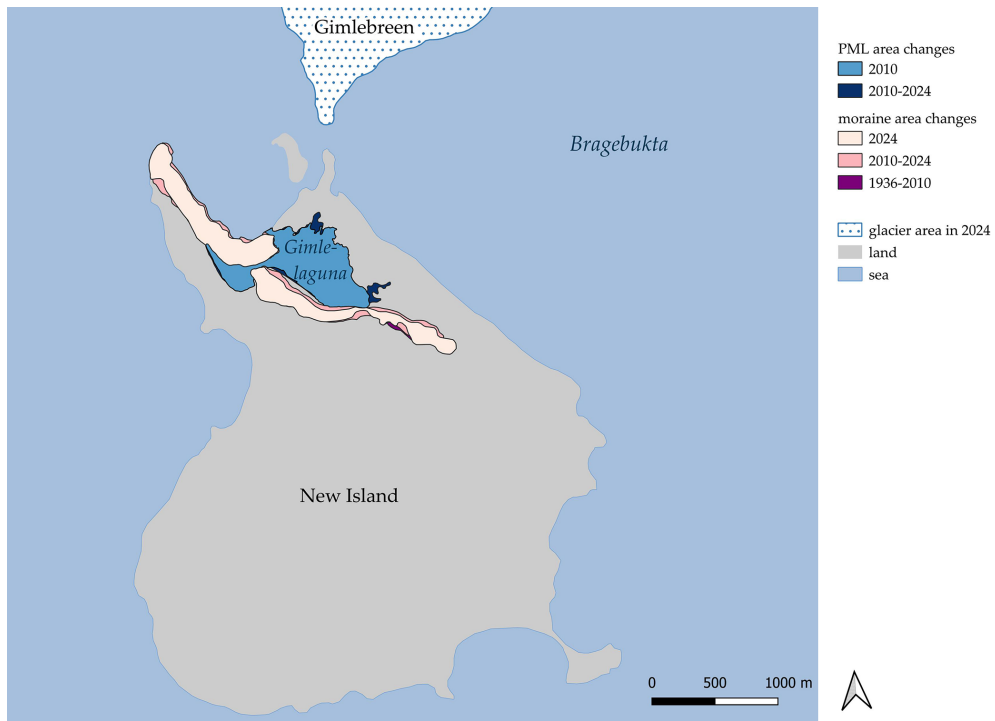 Gimlebreen
Bragebukta
Gimle-
laguna
New Island
0 500 1000 m
PML area changes
2010
2010-2024
moraine area changes
2024
2010-2024
1936-2010
glacier area in 2024
land
sea